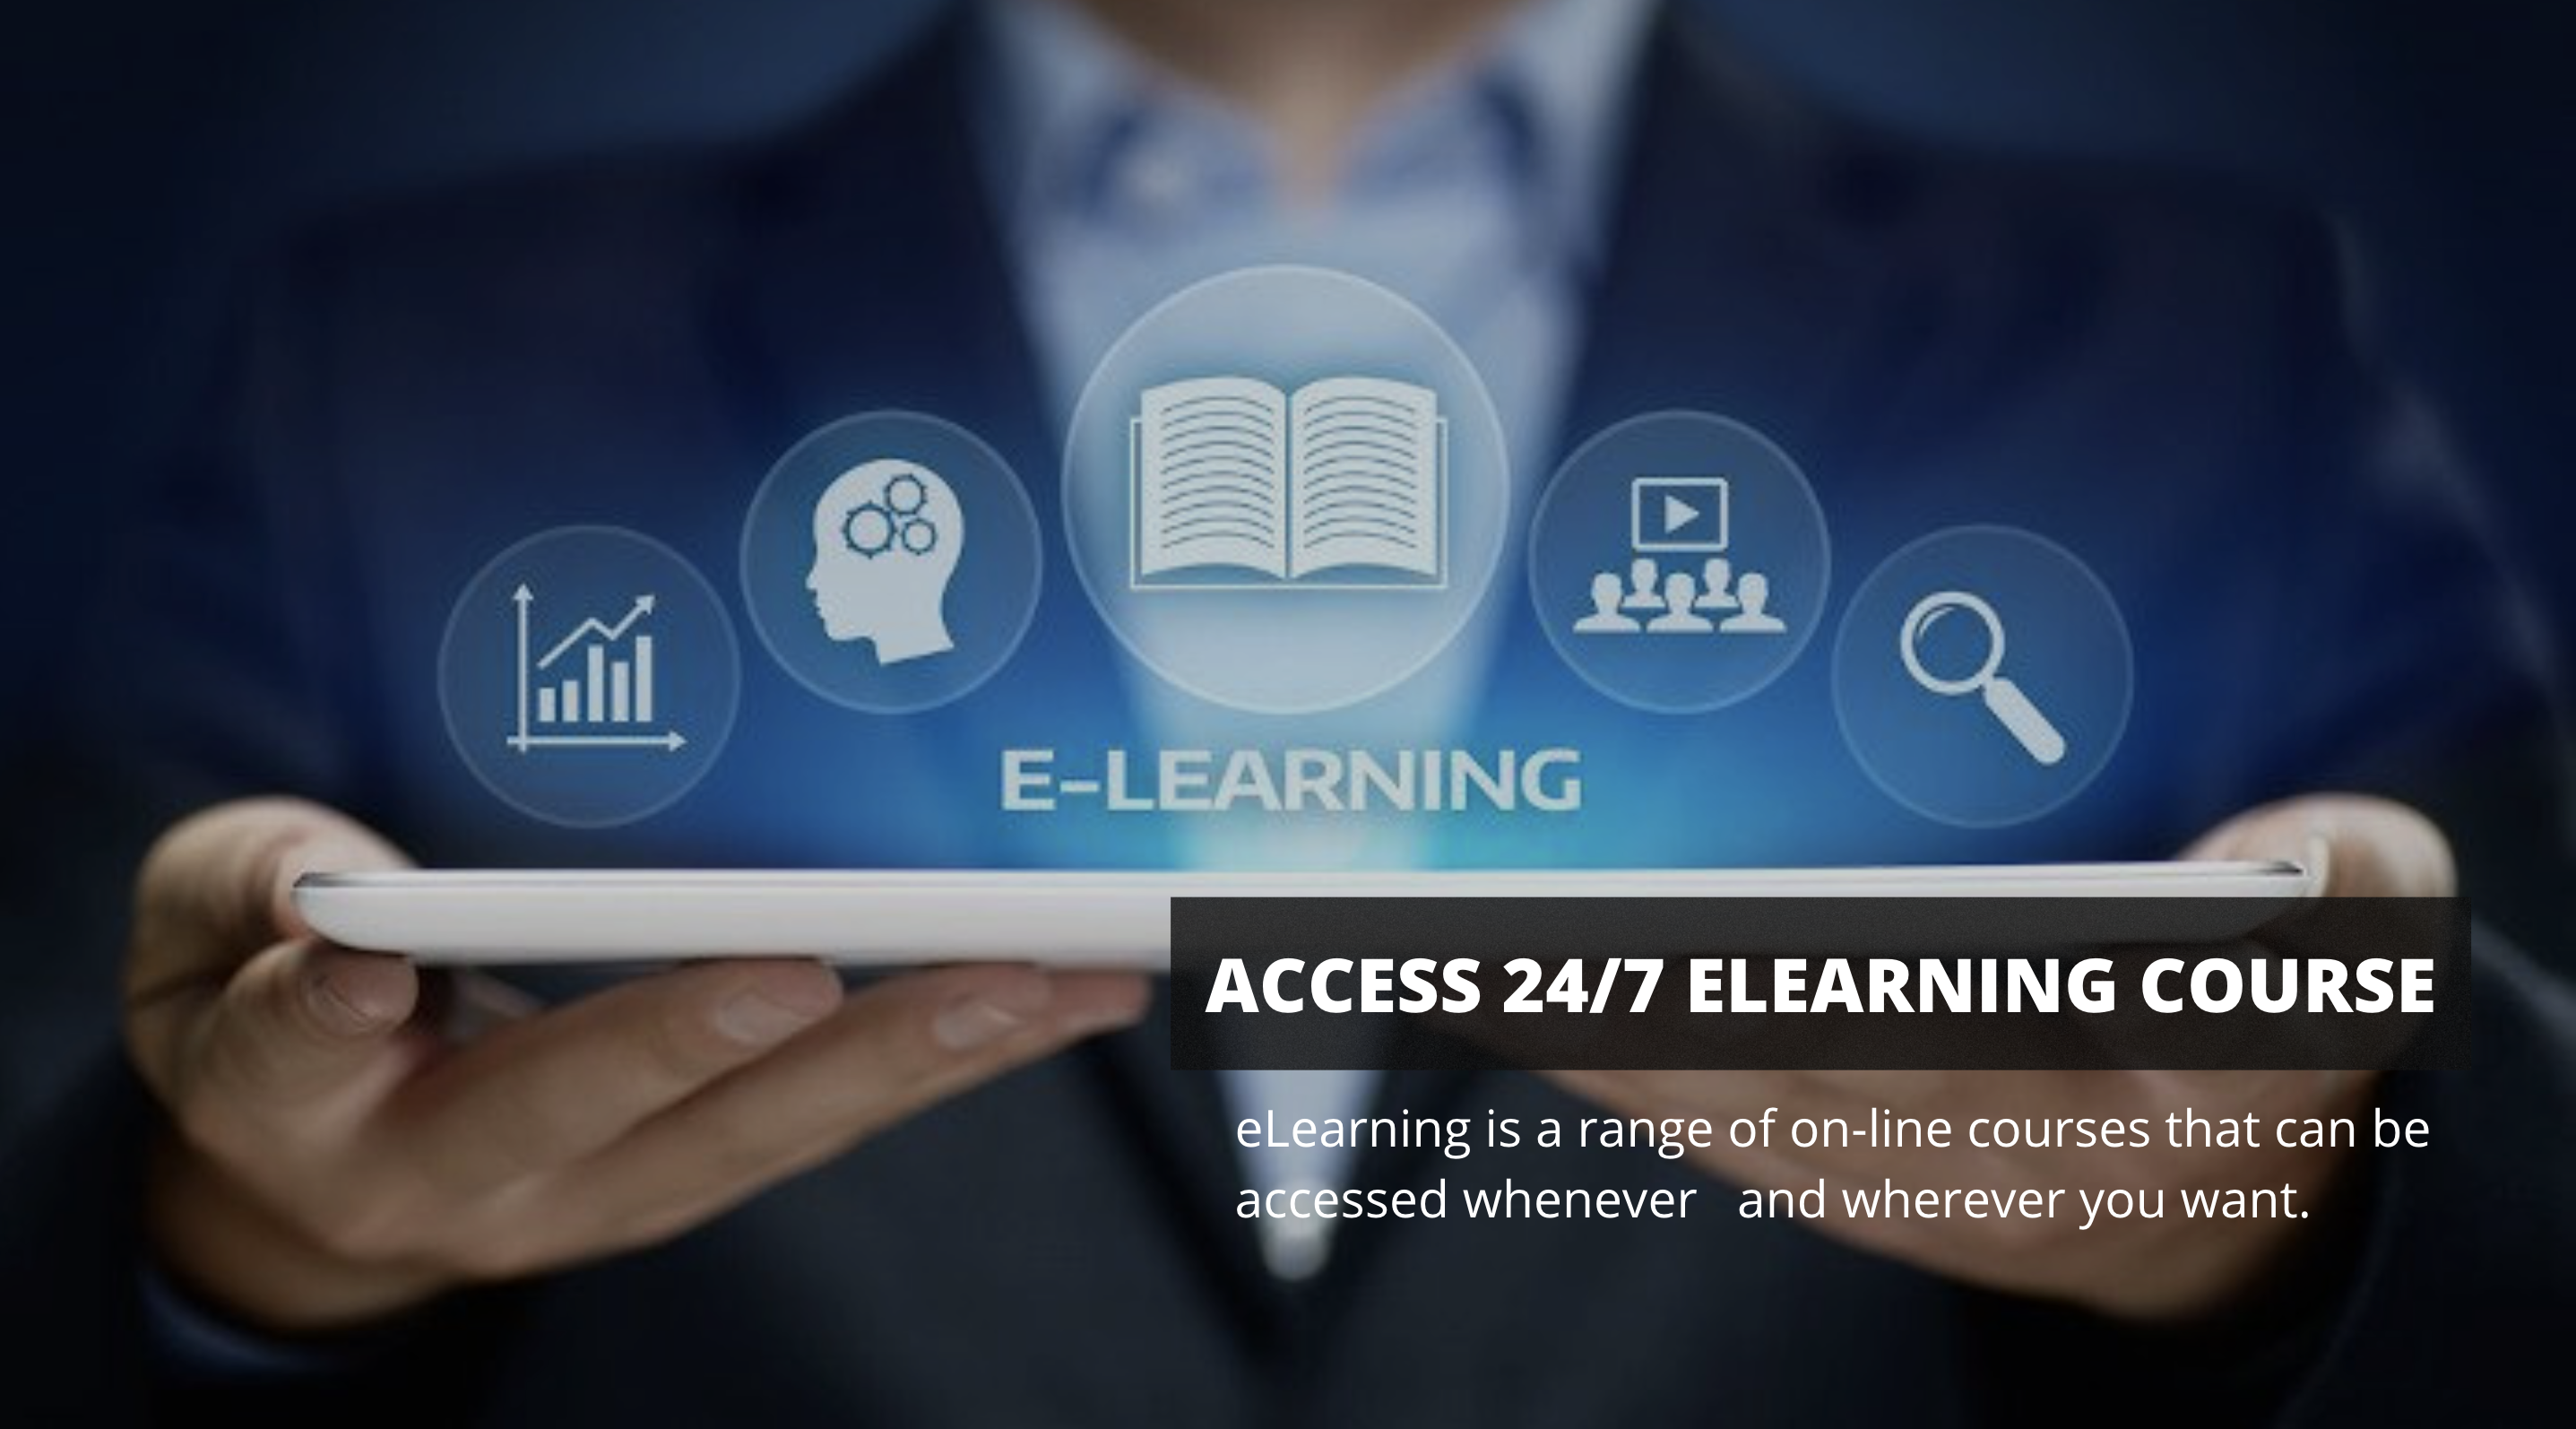 E-LEARNING
ACCESS 24/7 ELEARNING COURSE
eLearning is a range of on-line courses that can be
accessed whenever   and wherever you want.